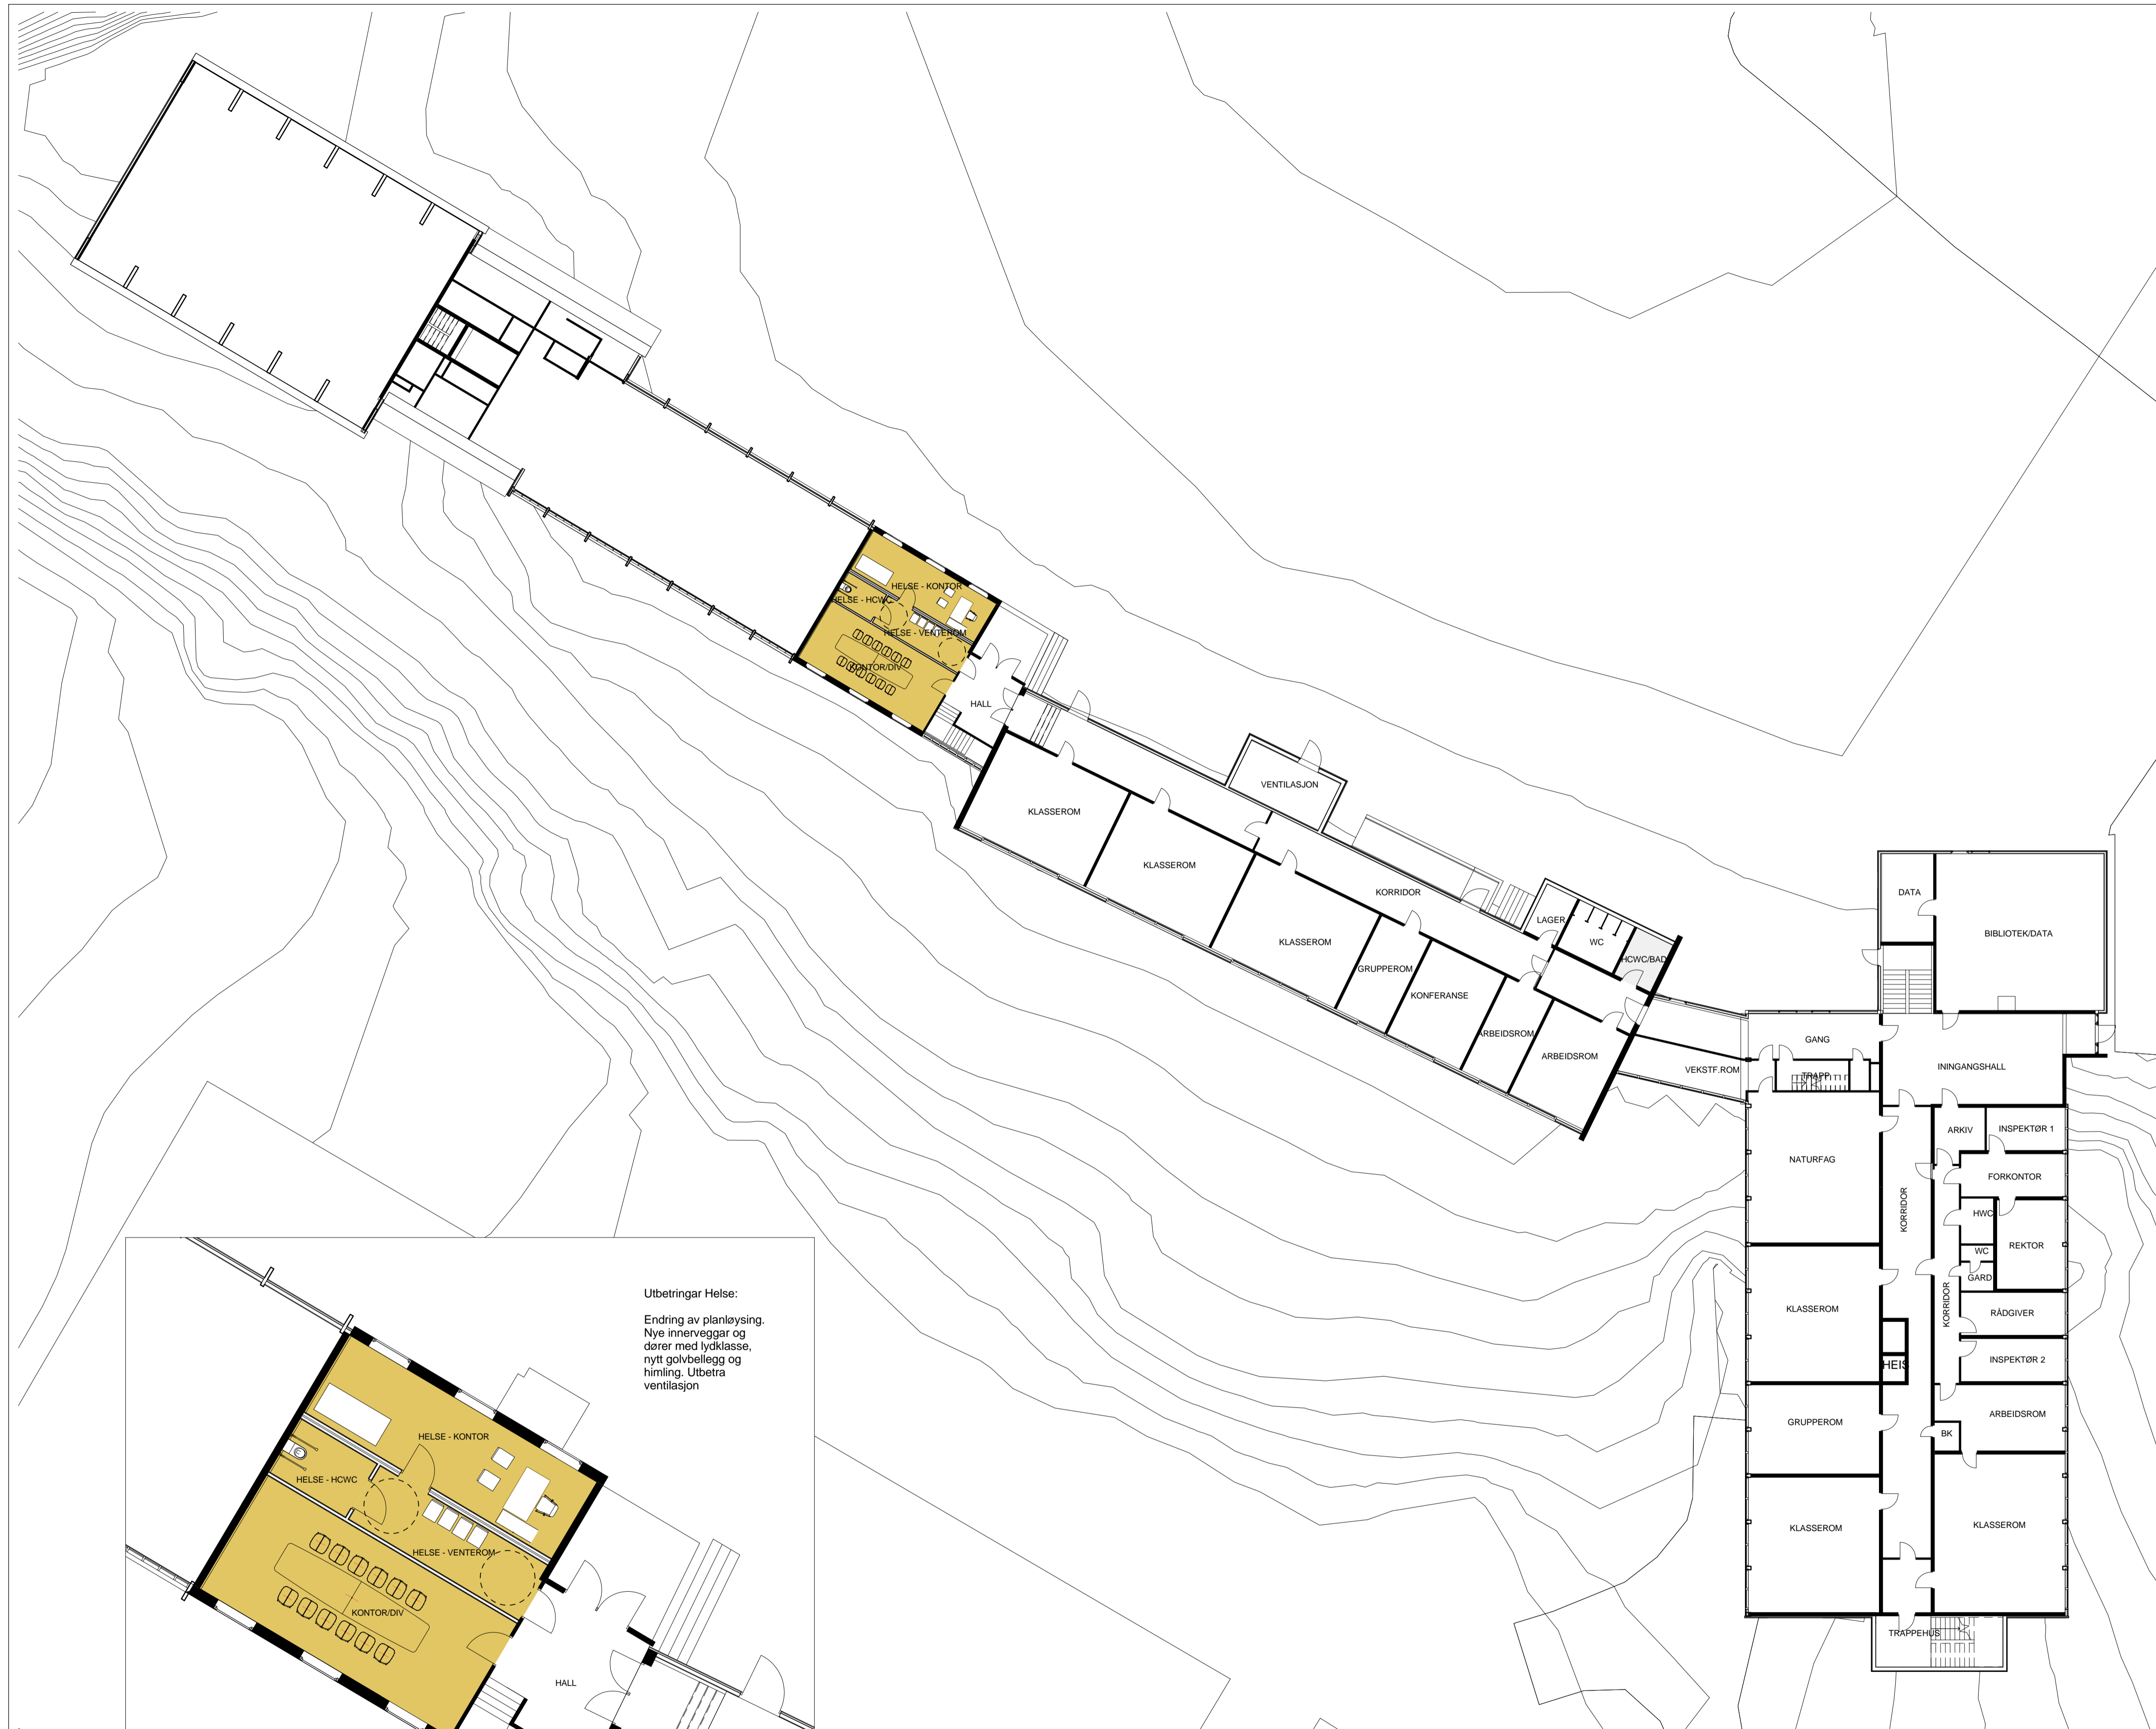 HELSE - KONTOR
HELSE - HCWC
HELSE - VENTEROM
KONTOR/DIV
HALL
VENTILASJON
KLASSEROM
KLASSEROM
KLASSEROM
KORRIDOR
GRUPPEROM
KONFERANSE
LAGER
WC
HCWC/BAD
ARBEIDSROM
ARBEIDSROM
VEKSTF.ROM
DATA
BIBLIOTEK/DATA
GANG
TRAPP
ININGANGSHALL
NATURFAG
ARKIV
INSPEKTØR 1
FORKONTOR
KORRIDOR
HWC
REKTOR
WC
GARD
KORRIDOR
KLASSEROM
RÅDGIVER
HEIS
INSPEKTØR 2
GRUPPEROM
ARBEIDSROM
BK
KLASSEROM
KLASSEROM
TRAPPEHUS
Utbetringar Helse:
Endring av planløysing.
Nye innerveggar og
dører med lydklasse,
nytt golvbellegg og
himling. Utbetra
ventilasjon
HELSE - KONTOR
HELSE - HCWC
HELSE - VENTEROM
KONTOR/DIV
HALL